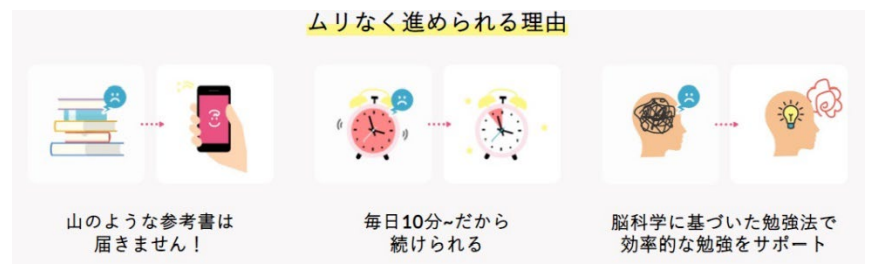 ムリなく進められる理由
山のような参考書は
届きません！
毎日10分~だから
続けられる
脳科学に基づいた勉強法で
効率的な勉強をサポート